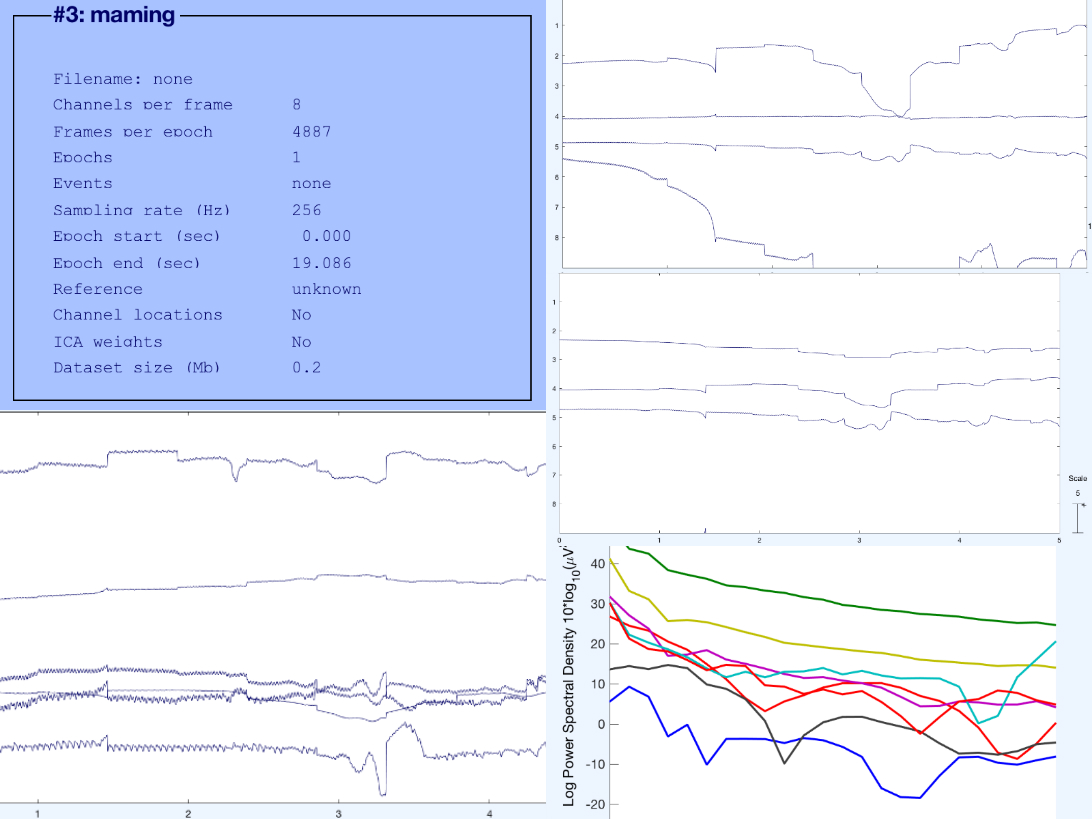 #3: maming
Filename: none
Channels per frame 8
Frames per epoch 4887
Epochs 1
Events none
Sampling rate (Hz) 256
Epoch start (sec) 0.000
Epoch end (sec) 19.086
Reference unknown
Channel locations No
ICA weights No
Dataset size (Mb) 0.2
1
2
3
4
5
6
7
8
1
1
2
3
4
5
6
7
8
0
1
2
3
4
5
Scale
5
+
1
2
3
4
Log Power Spectral Density 10*log10(μV
40
30
20
10
0
-10
-20